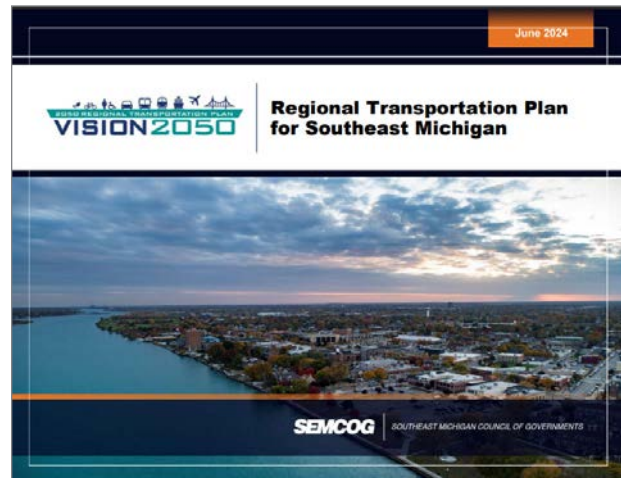 June 2024
2050 REGIONAL TRANSPORTATION PLAN
VISION2050
Regional Transportation Plan
for Southeast Michigan
SEMCOG
SOUTHEAST MICHIGAN COUNCIL OF GOVERNMENTS